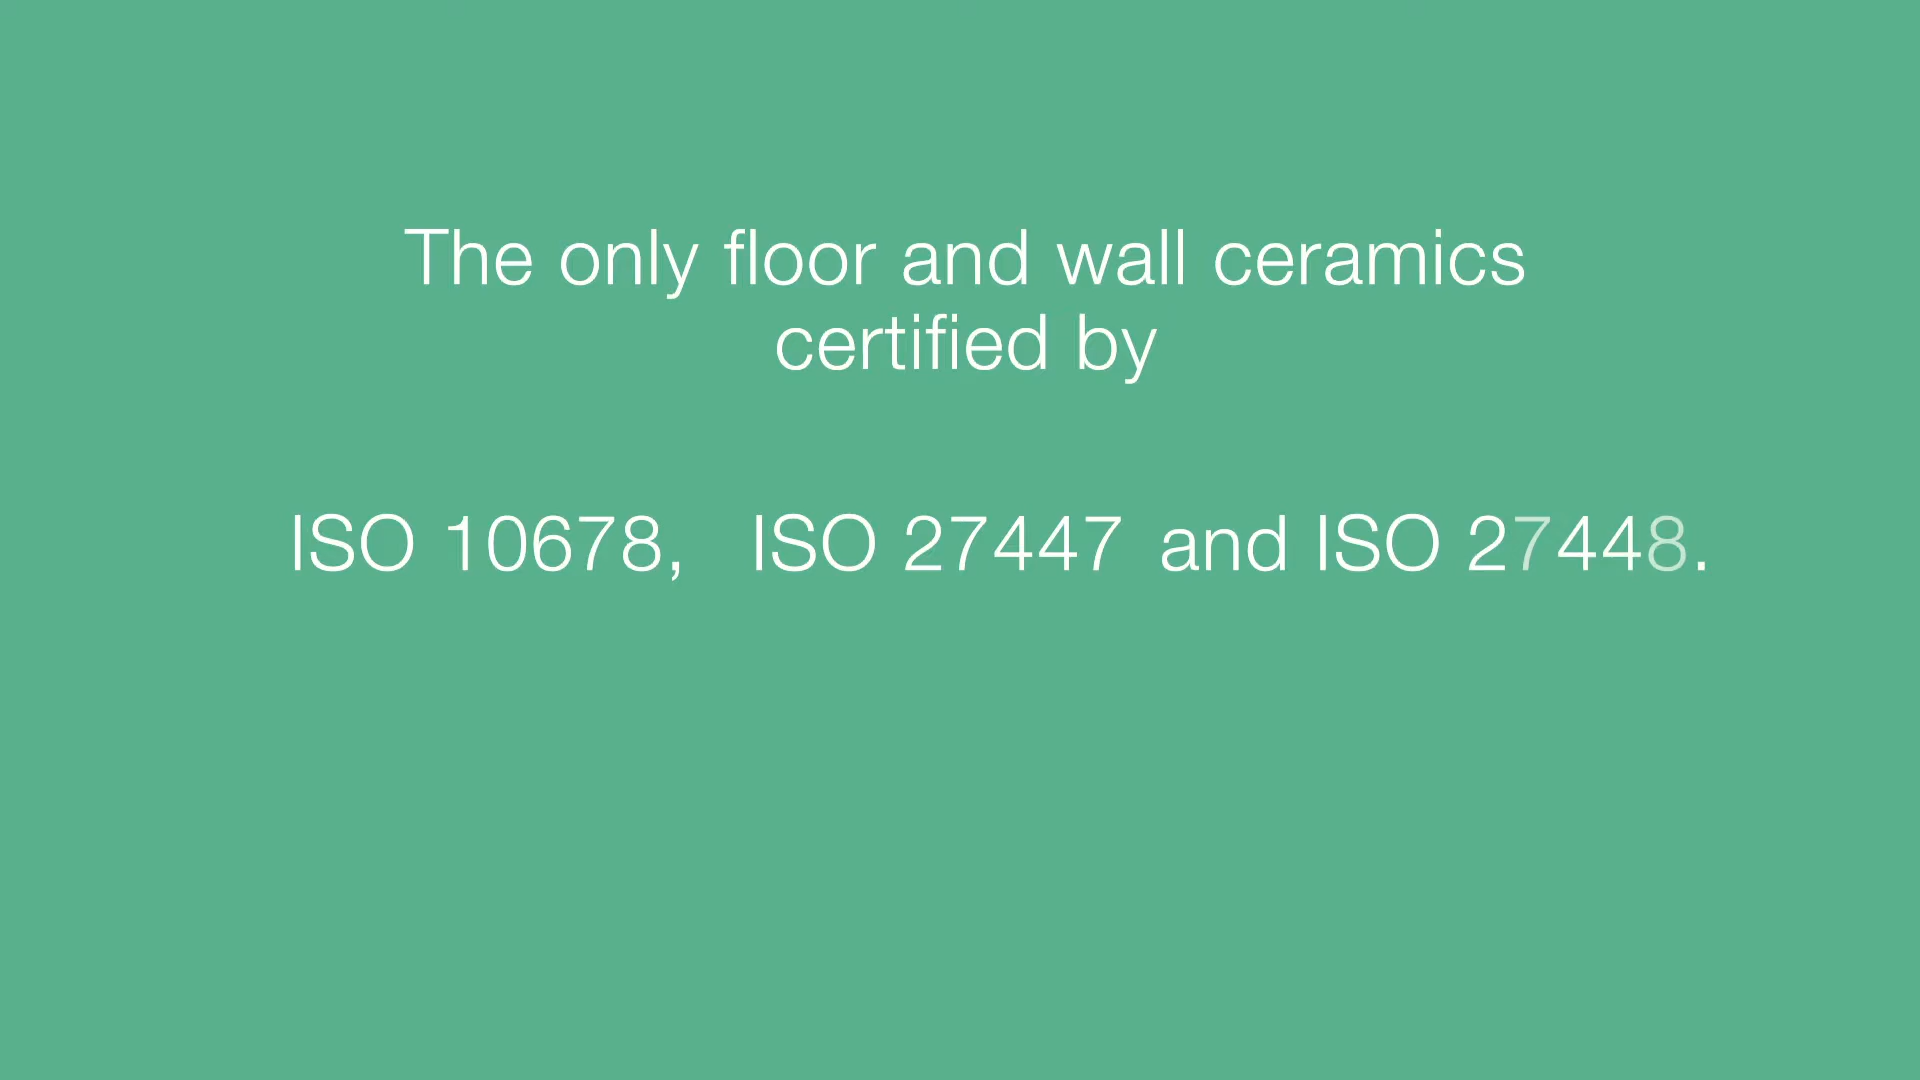 The only floor and wall ceramics
certified by
ISO 10678, ISO 27447 and ISO 27448.